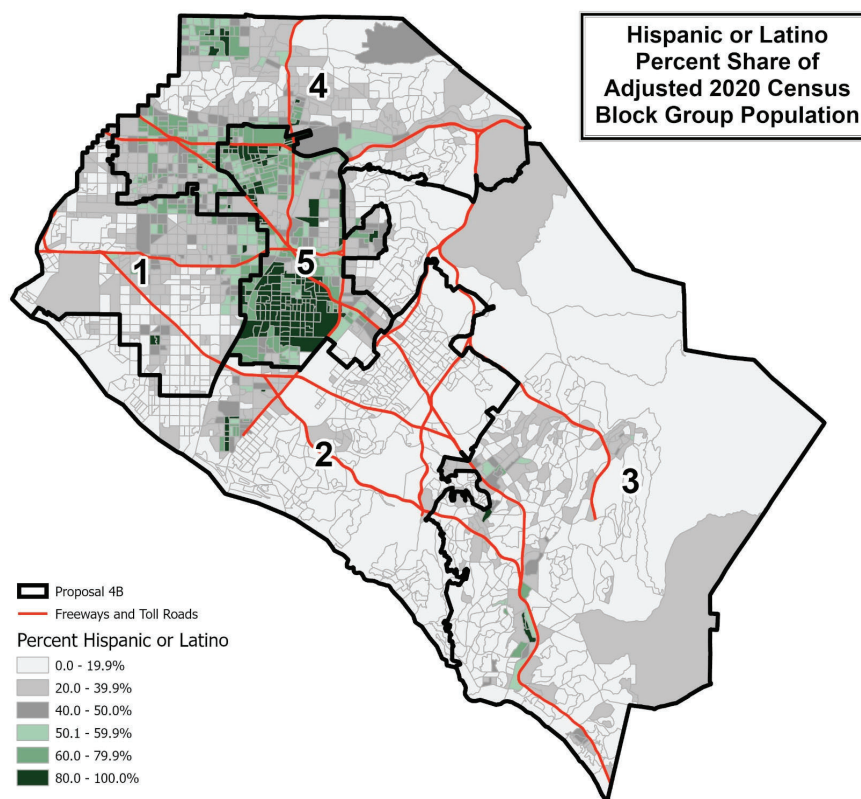 Hispanic or Latino
Percent Share of
Adjusted 2020 Census
Block Group Population
4
1
5
2
3
Proposal 4B
Freeways and Toll Roads
Percent Hispanic or Latino
0.0 - 19.9%
20.0 - 39.9%
40.0 - 50.0%
50.1 - 59.9%
60.0 - 79.9%
80.0 - 100.0%